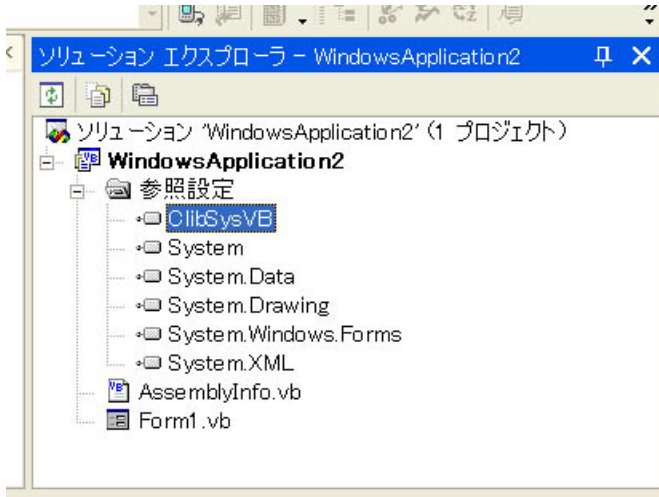 ソリューション エクスプローラ - WindowsApplication2
ソリューション 'WindowsApplication2' (1 プロジェクト)
WindowsApplication2
参照設定
ClibSysVB
System
System.Data
System.Drawing
System.Windows.Forms
System.XML
AssemblyInfo.vb
Form1.vb